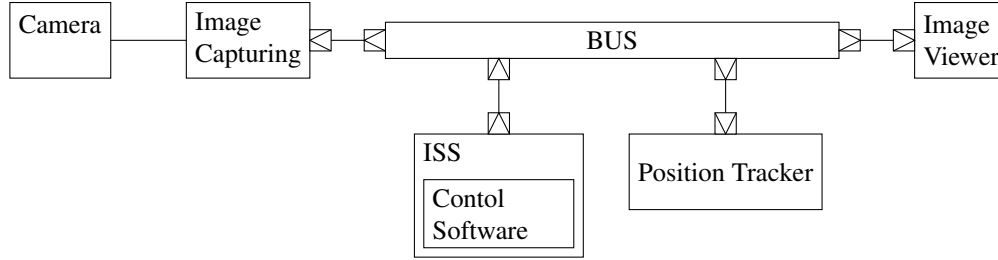 Camera
Image
Capturing
BUS
Image
Viewer
ISS
Contol
Software
Position Tracker